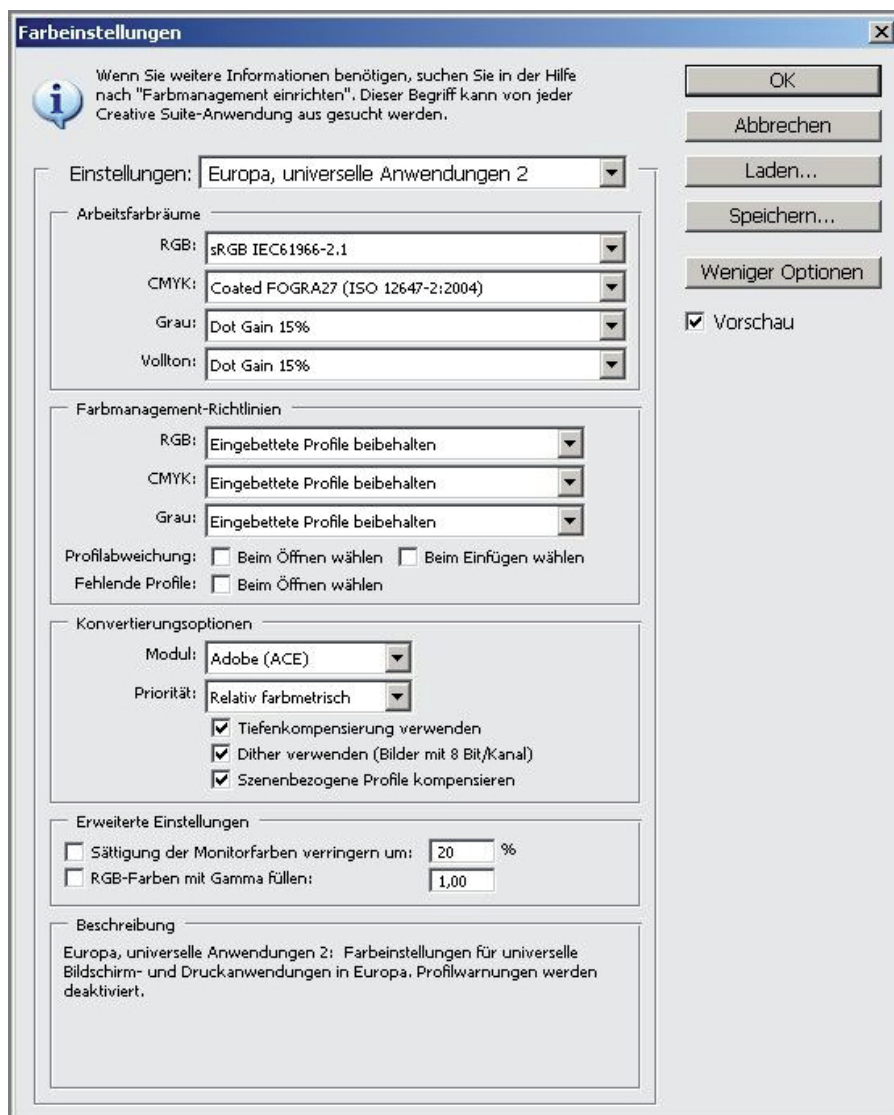 Farbeinstellungen
Wenn Sie weitere Informationen benötigen, suchen Sie in der Hilfe
nach "Farbmanagement einrichten". Dieser Begriff kann von jeder
Creative Suite-Anwendung aus gesucht werden.
OK
Abbrechen
Laden...
Speichern...
Weniger Optionen
Vorschau
Einstellungen: Europa, universelle Anwendungen 2
Arbeitsfarbräume
RGB: sRGB IEC61966-2.1
CMYK: Coated FOGRA27 (ISO 12647-2:2004)
Grau: Dot Gain 15%
Vollton: Dot Gain 15%
Farbmanagement-Richtlinien
RGB: Eingebettete Profile beibehalten
CMYK: Eingebettete Profile beibehalten
Grau: Eingebettete Profile beibehalten
Profilabweichung: Beim Öffnen wählen Beim Einfügen wählen
Fehlende Profile: Beim Öffnen wählen
Konvertierungsoptionen
Modul: Adobe (ACE)
Priorität: Relativ farbmetrisch
Tiefenkompensierung verwenden
Dither verwenden (Bilder mit 8 Bit/Kanal)
Szenenbezogene Profile kompensieren
Erweiterte Einstellungen
Sättigung der Monitorfarben verringern um: 20 %
RGB-Farben mit Gamma füllen: 1,00
Beschreibung
Europa, universelle Anwendungen 2: Farbeinstellungen für universelle
Bildschirm- und Druckanwendungen in Europa. Profilwarnungen werden
deaktiviert.